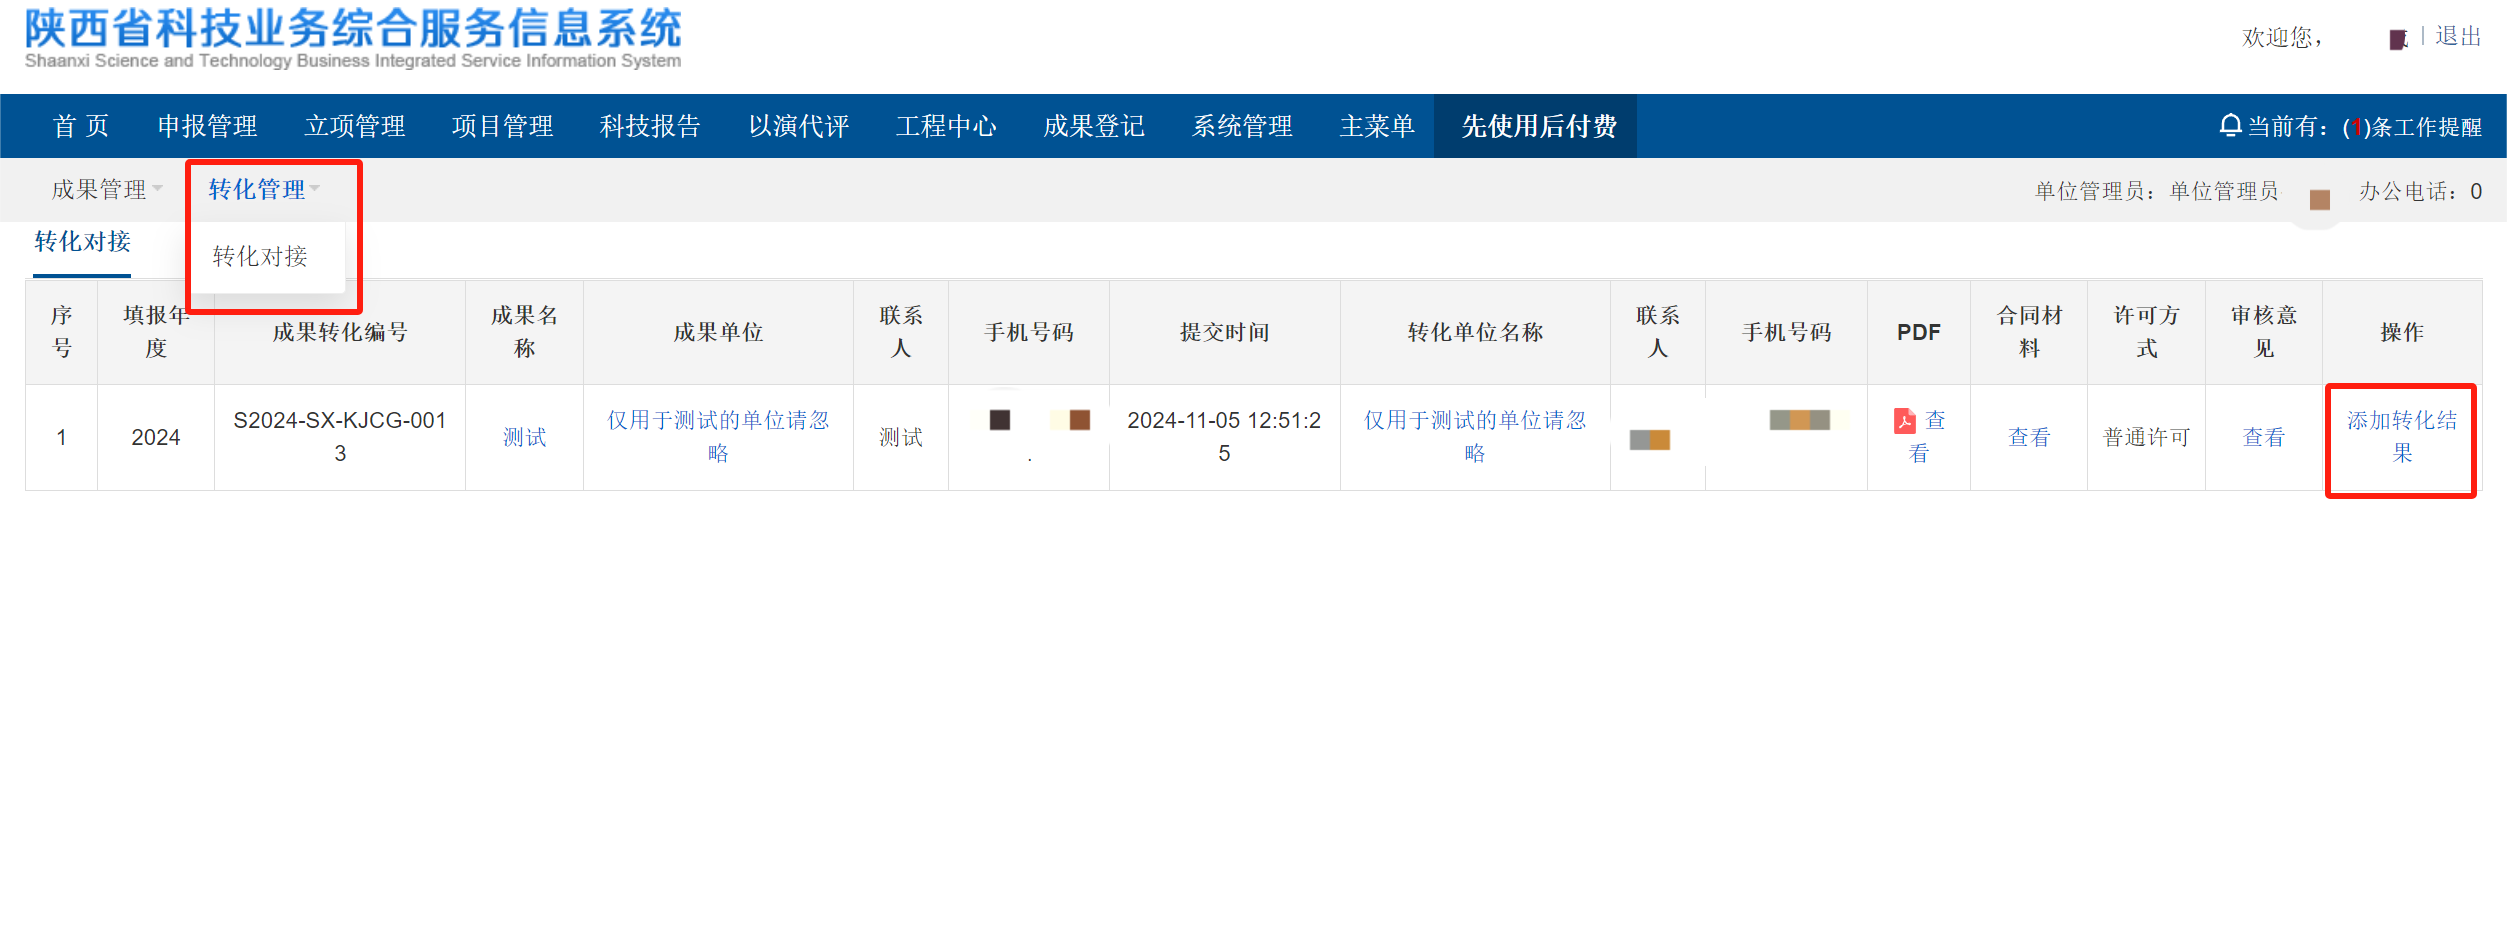 陕西省科技业务综合服务信息系统
Shaanxi Science and Technology Business Integrated Service Information System
欢迎您， | 退出
首 页 申报管理 立项管理 项目管理 科技报告 以演代评 工程中心 成果登记 系统管理 主菜单 先使用后付费 当前有：(1)条工作提醒
成果管理 转化管理 单位管理员：单位管理员 办公电话：0
转化对接
转化对接
序号 填报年度 成果转化编号 成果名称 成果单位 联系人 手机号码 提交时间 转化单位名称 联系人 手机号码 PDF 合同材料 许可方式 审核意见 操作
1 2024 S2024-SX-KJCG-0013 测试 仅用于测试的单位请忽略 测试 2024-11-05 12:51:25 仅用于测试的单位请忽略 查看 查看 普通许可 查看 添加转化结果